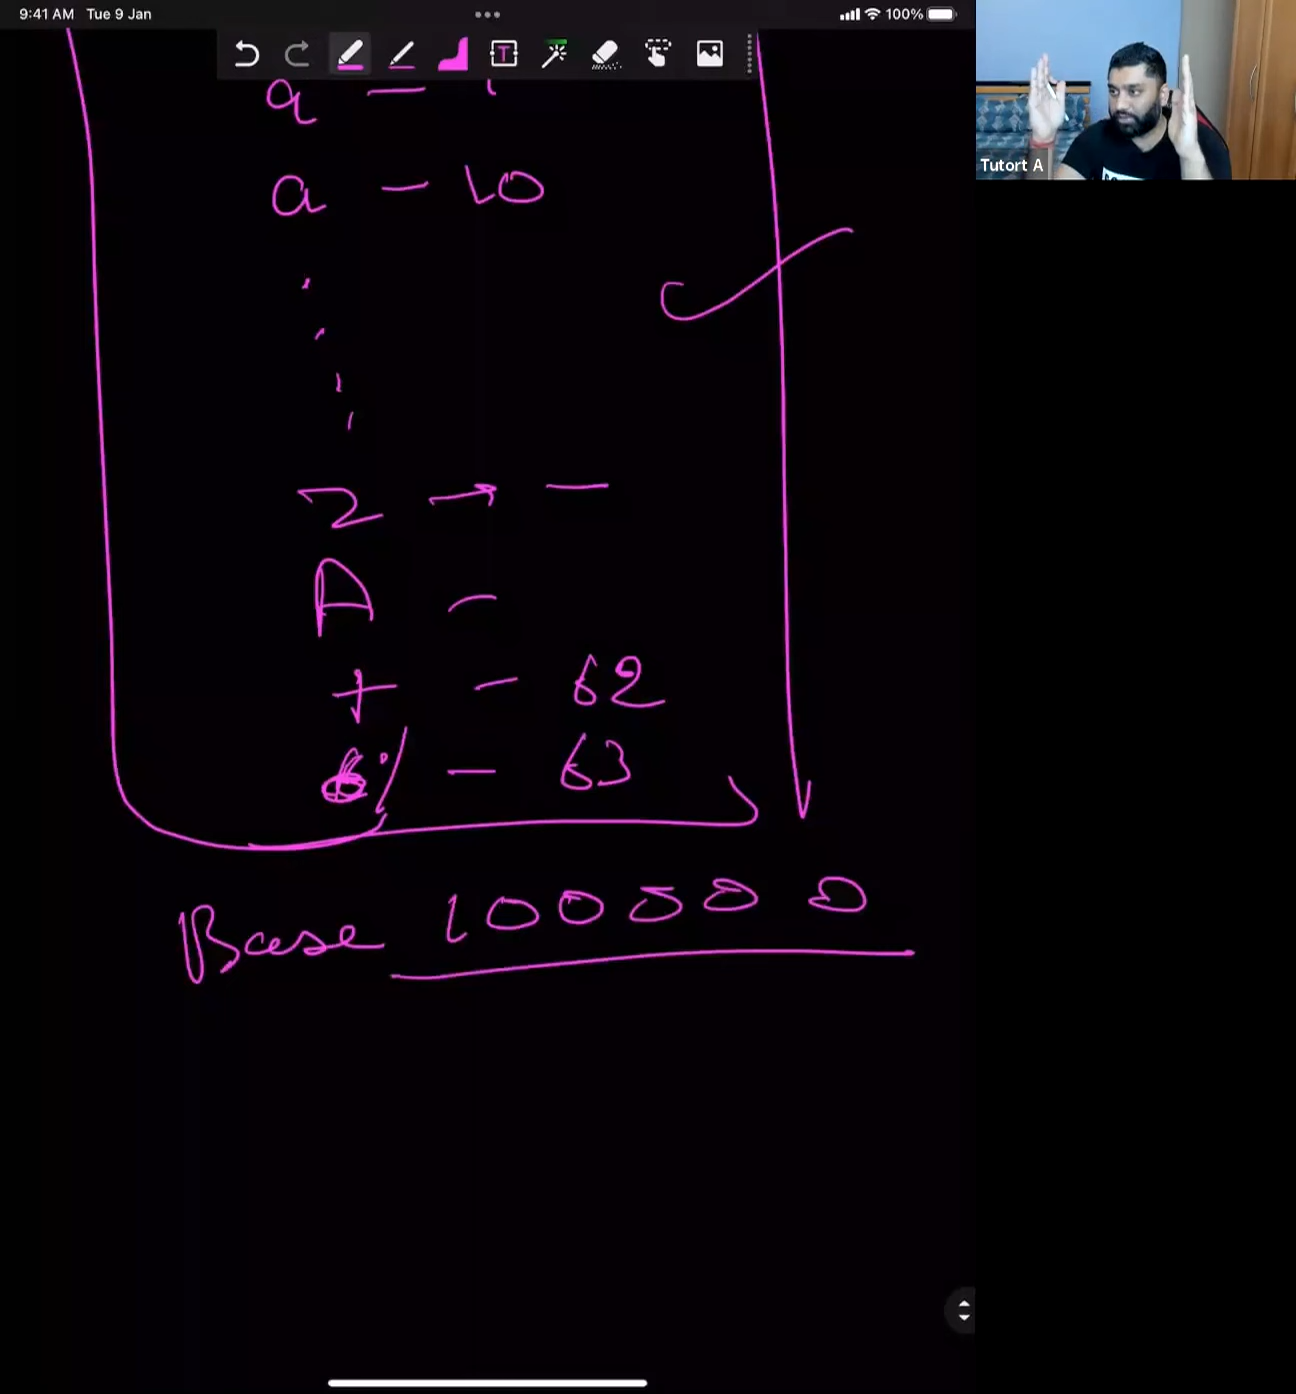 9:41 AM Tue 9 Jan
100%
T
Tutort A
a - 10
z → -
A -
+ - 62
% - 63
Base 100000